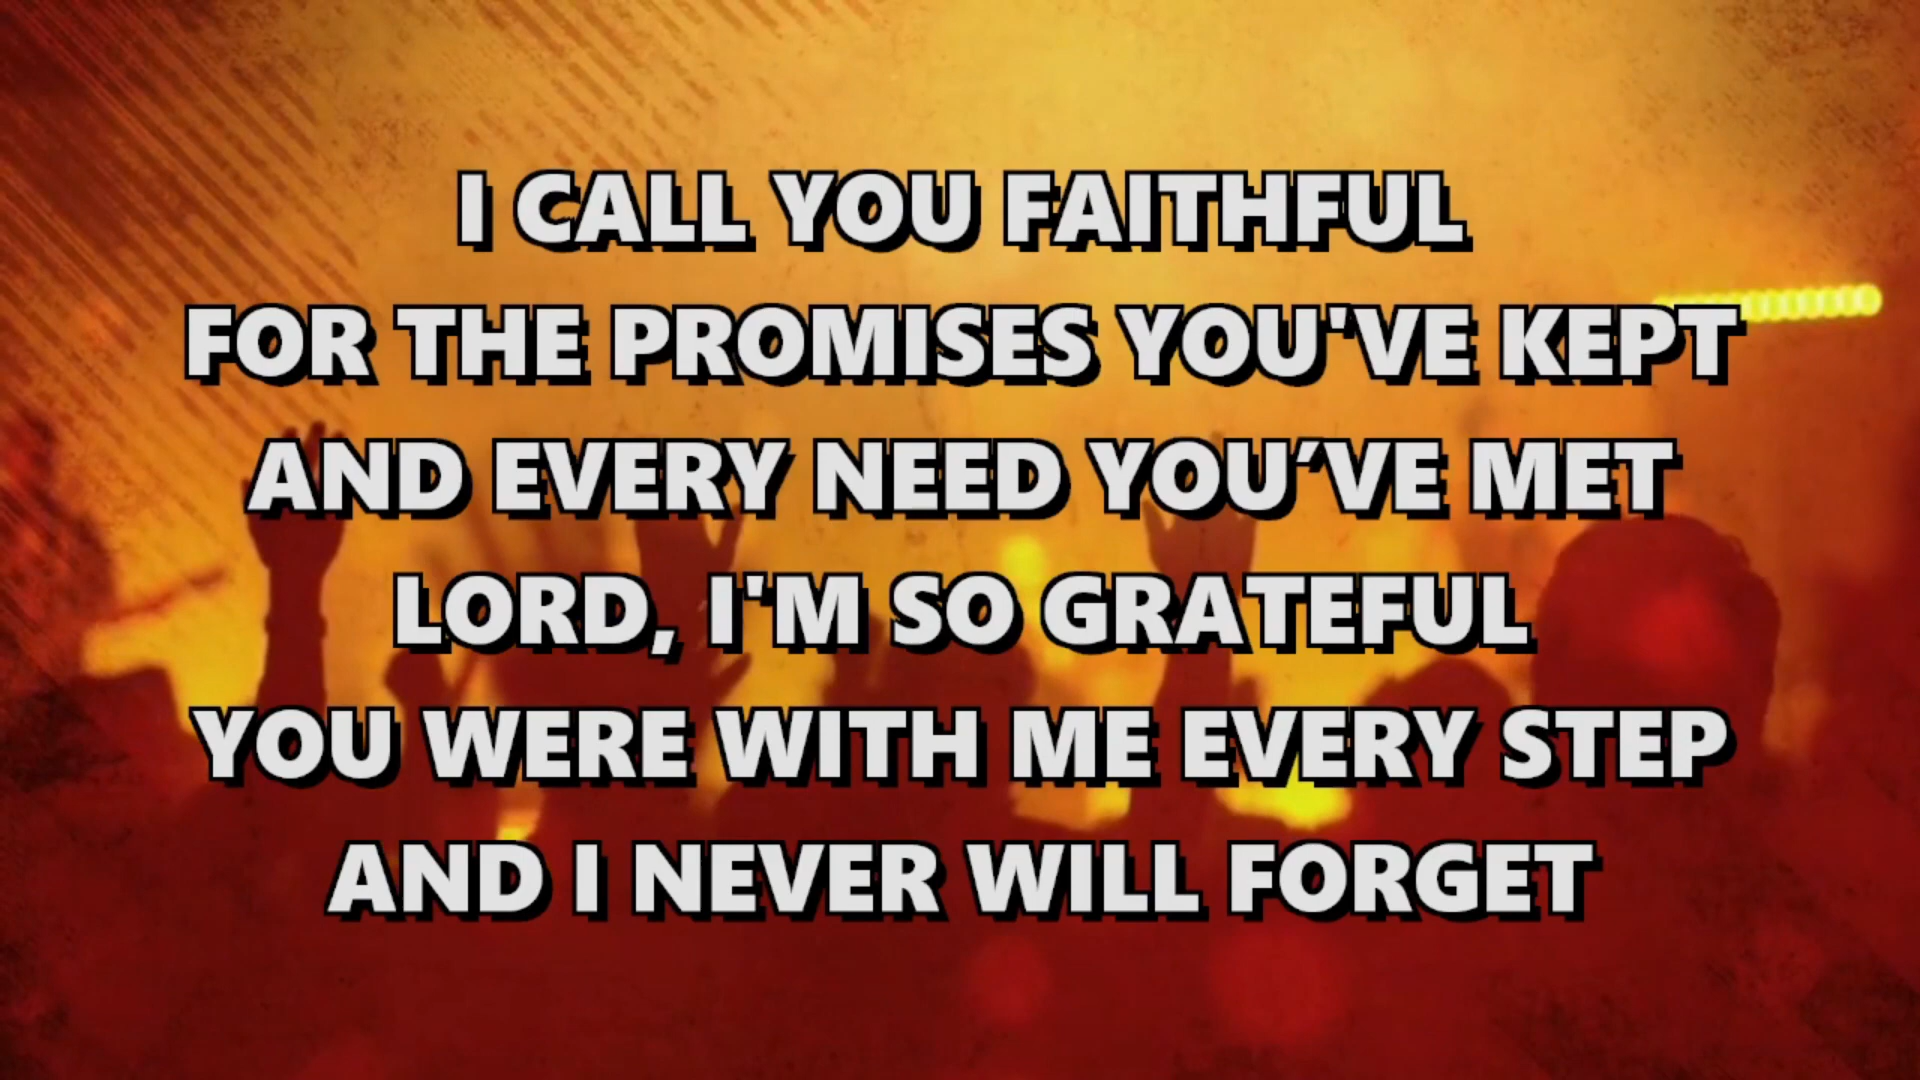 I CALL YOU FAITHFUL
FOR THE PROMISES YOU'VE KEPT
AND EVERY NEED YOU’VE MET
LORD, I'M SO GRATEFUL
YOU WERE WITH ME EVERY STEP
AND I NEVER WILL FORGET